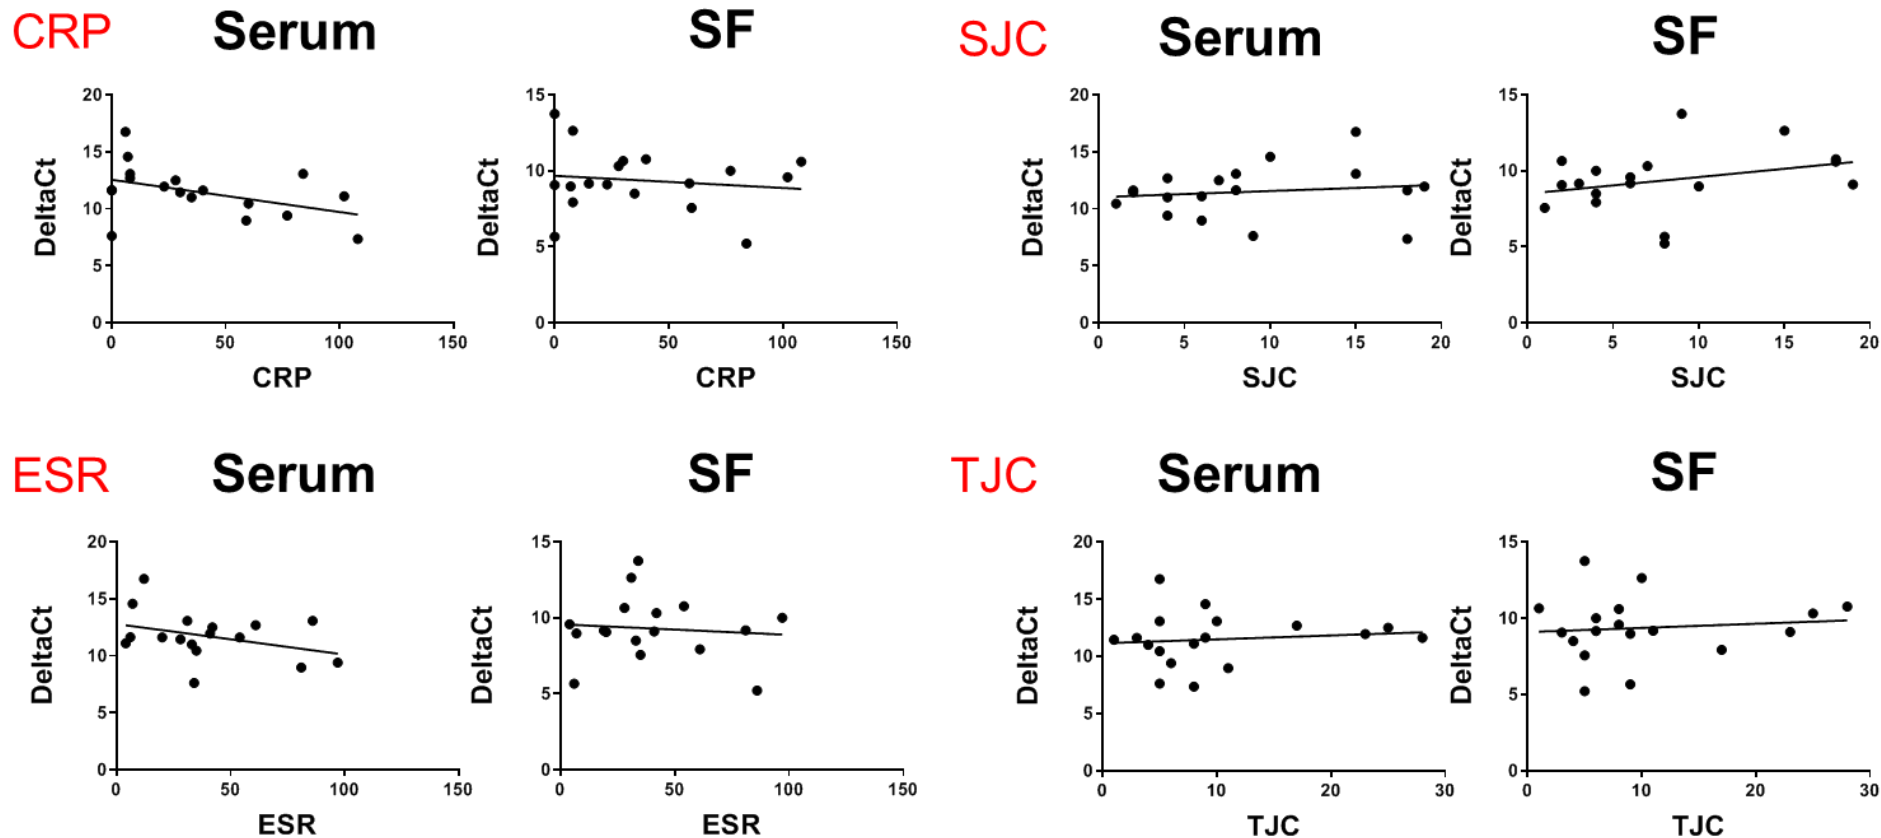 CRP Serum SF SJC Serum SF
20 15 20 15
15 10 15 10
10 5 10 5
5 0 5 0
0 0
DeltaCt DeltaCt DeltaCt DeltaCt
0 50 100 150 0 50 100 150 0 5 10 15 20 0 5 10 15 20
CRP CRP SJC SJC
ESR Serum SF TJC Serum SF
20 15 20 15
15 10 15 10
10 5 10 5
5 0 5 0
0 0
DeltaCt DeltaCt DeltaCt DeltaCt
0 50 100 150 0 50 100 150 0 10 20 30 0 10 20 30
ESR ESR TJC TJC